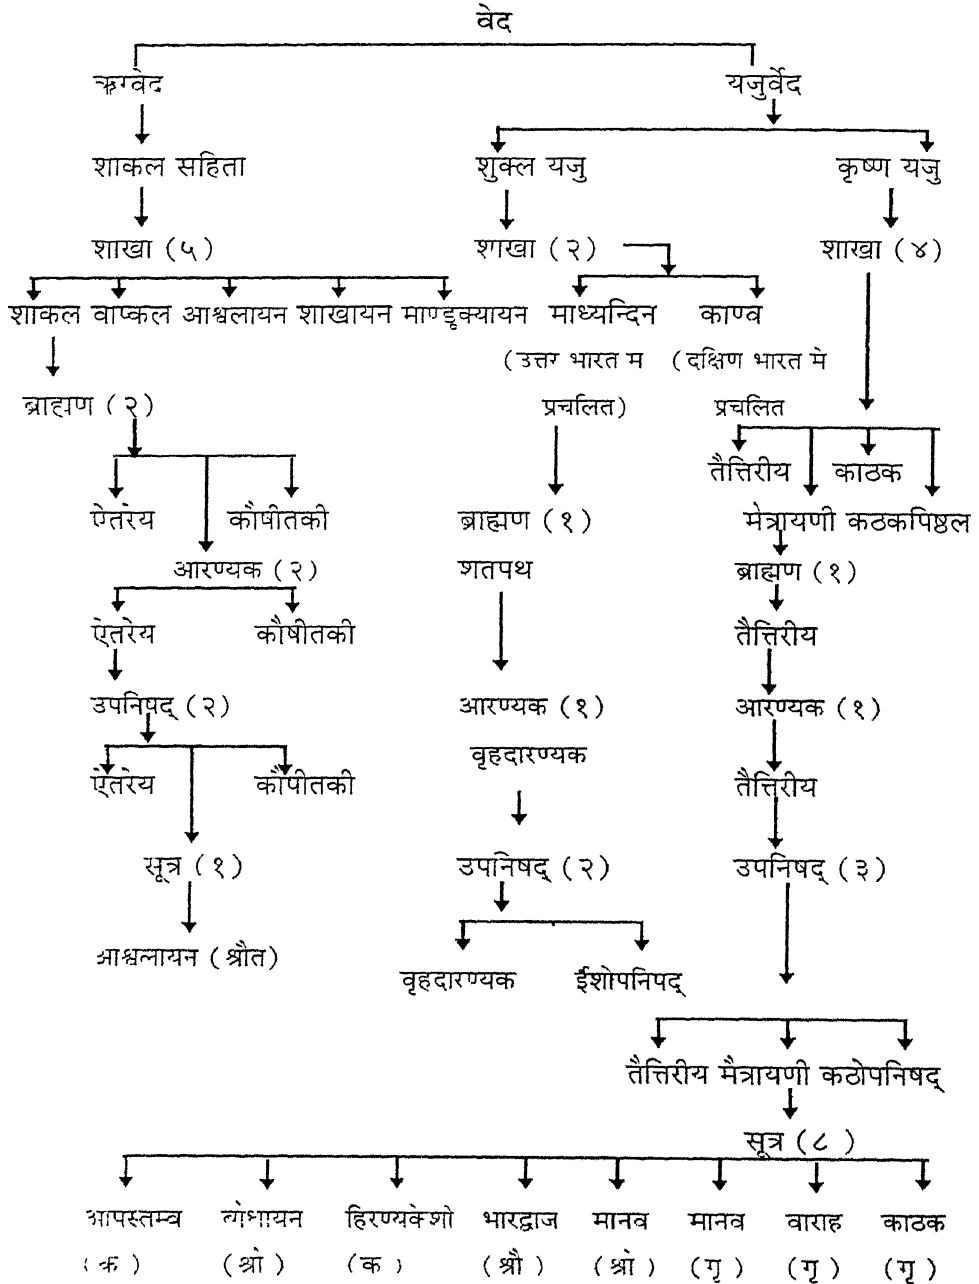 वेद
ऋग्वेद यजुर्वेद
शाकल सहिता शुक्ल यजु कृष्ण यजु
शाखा (५) शाखा (२) शाखा (४)
शाकल वाप्कल आश्वलायन शाखायन माण्डूक्यायन माध्यन्दिन काण्व
(उत्तर भारत म (दक्षिण भारत मे
ब्राह्मण (२) प्रचलित) प्रचलित
तैत्तिरीय काठक
ऐतरेय कौषीतकी ब्राह्मण (१) मेत्रायणी कठकपिष्ठल
आरण्यक (२) शतपथ ब्राह्मण (१)
ऐतरेय कौषीतकी तैत्तिरीय
उपनिषद् (२) आरण्यक (१) आरण्यक (१)
वृहदारण्यक
ऐतरेय कौपीतकी तैत्तिरीय
सूत्र (१) उपनिषद् (२) उपनिषद् (३)
आश्वलायन (श्रौत)
वृहदारण्यक ईशोपनिपद्
तैत्तिरीय मैत्रायणी कठोपनिषद्
सूत्र (८ )
आपस्तम्व हिरण्यकेशी भारद्वाज मानव मानव वाराह काठक
(श्रो ) (क ) (श्रौ ) (श्रो ) (गृ ) (गृ ) (गृ )